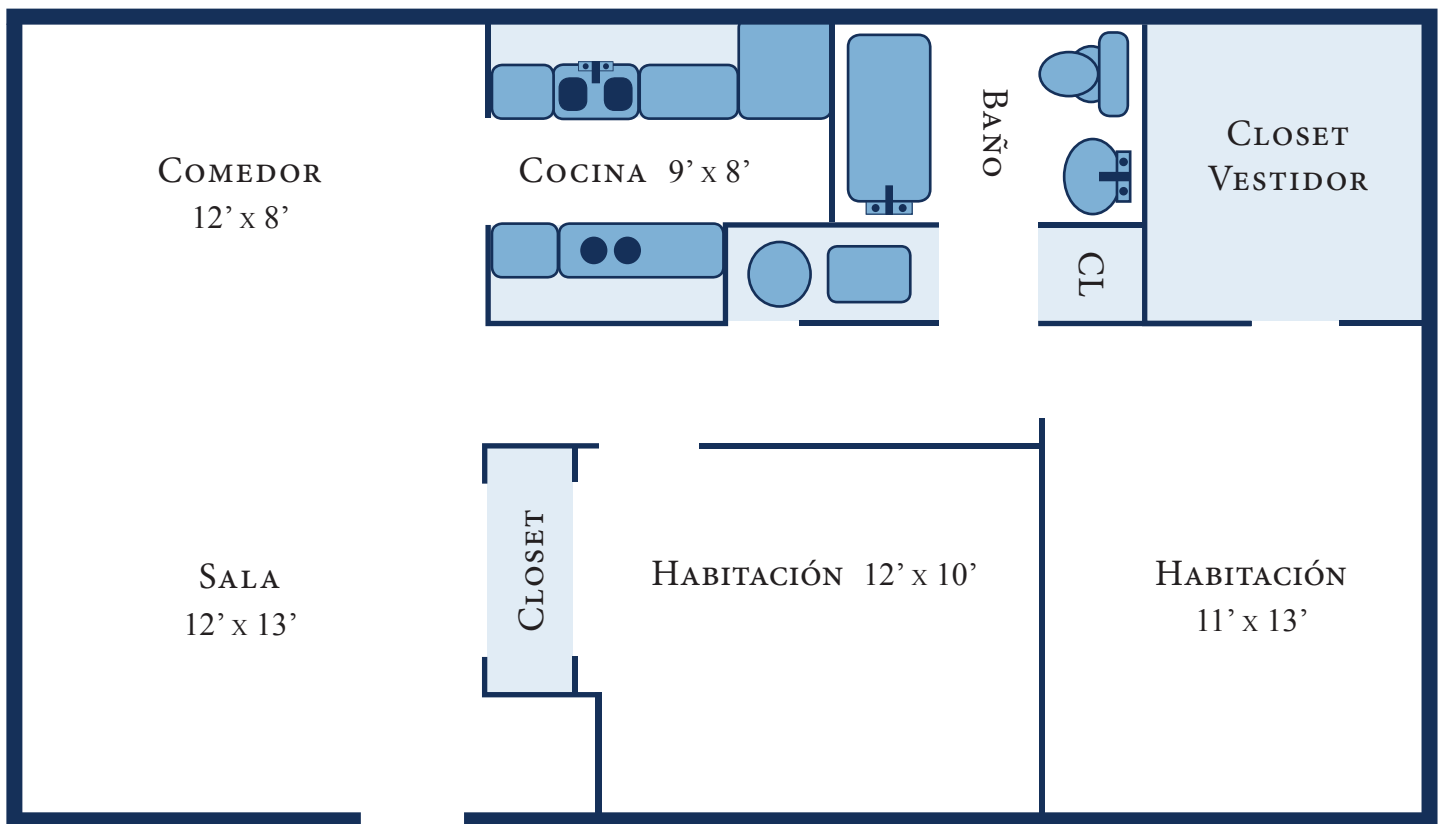 Comedor
12’ x 8’
Cocina 9’ x 8’
Baño
Closet
Vestidor
CL
Sala
12’ x 13’
Closet
Habitación 12’ x 10’
Habitación
11’ x 13’